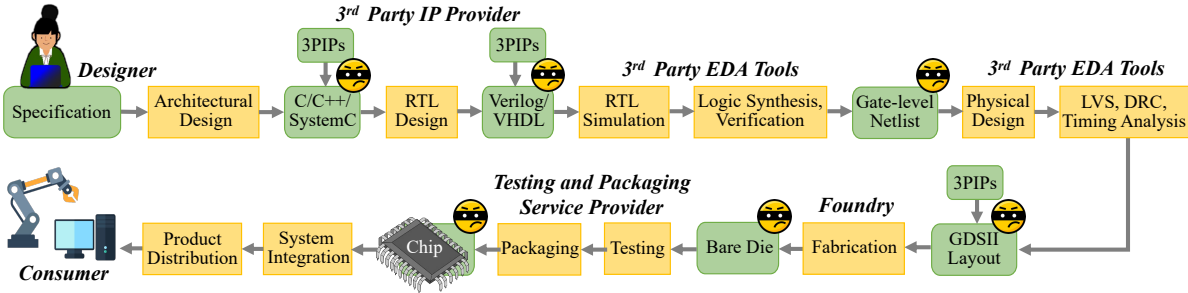 3rd Party IP Provider
3PIPs
3PIPs
Designer
3rd Party EDA Tools
3rd Party EDA Tools
Specification
Architectural
Design
C/C++/
SystemC
RTL
Design
Verilog/
VHDL
RTL
Simulation
Logic Synthesis,
Verification
Gate-level
Netlist
Physical
Design
LVS, DRC,
Timing Analysis
Testing and Packaging
Service Provider
3PIPs
Foundry
Consumer
Product
Distribution
System
Integration
Chip
Packaging
Testing
Bare Die
Fabrication
GDSII
Layout